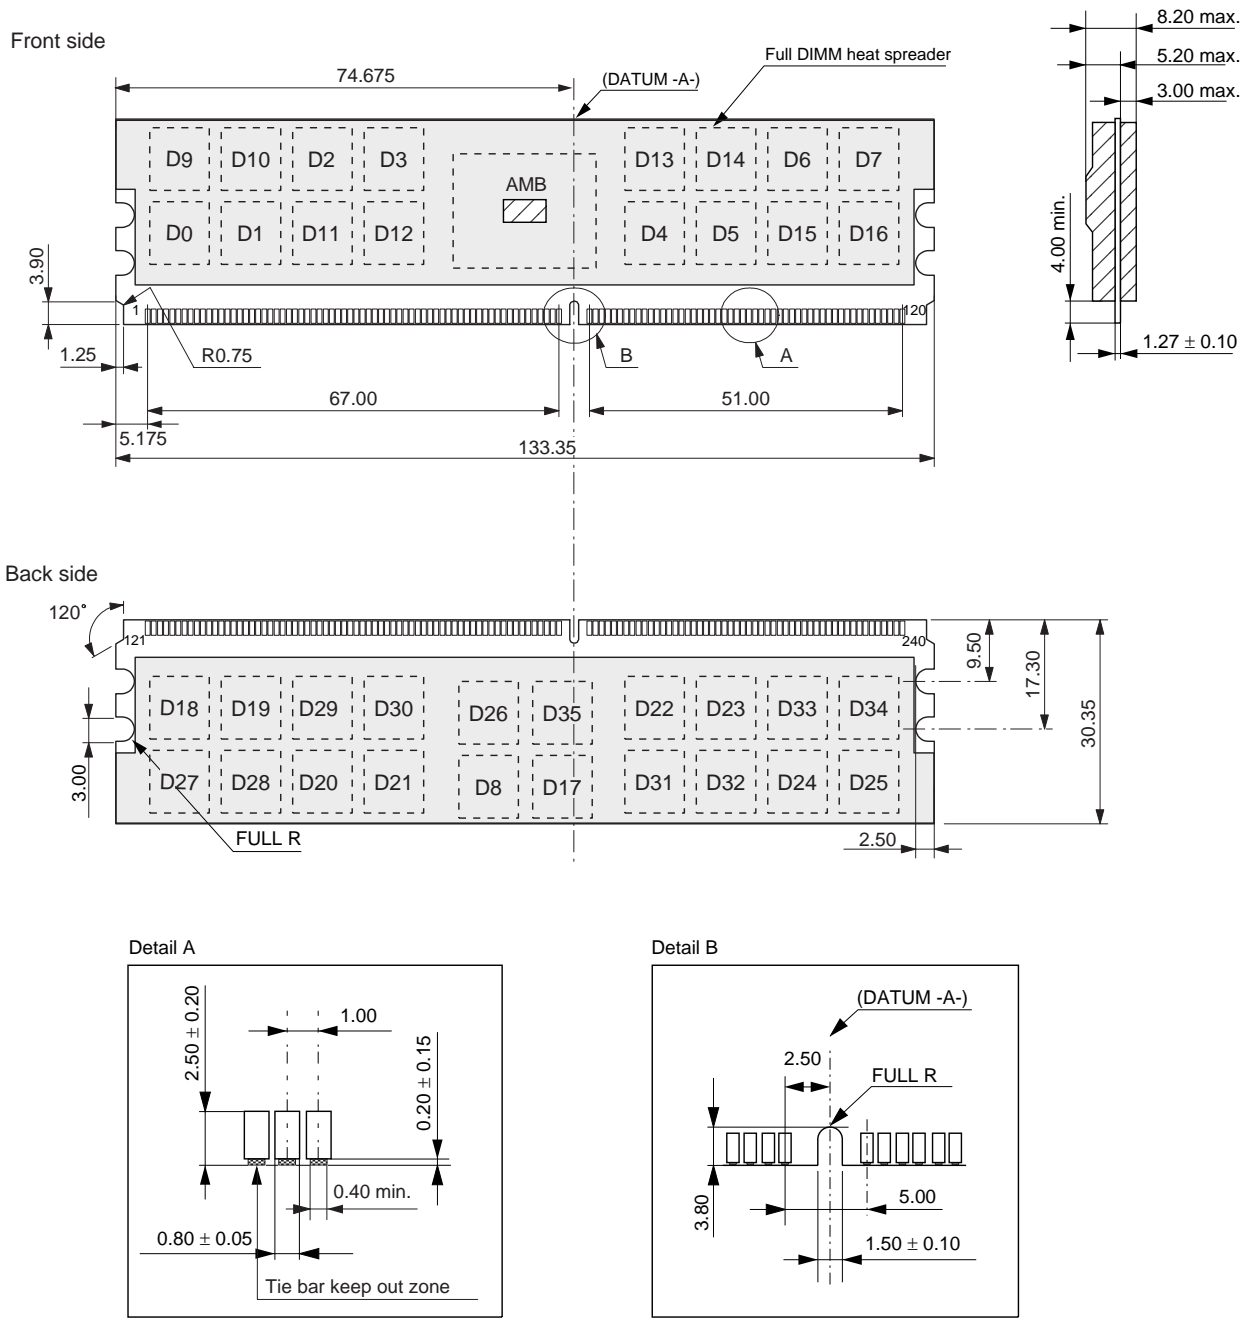 Front side
74.675
(DATUM -A-)
Full DIMM heat spreader
D9 D10 D2 D3 D13 D14 D6 D7
AMB
D0 D1 D11 D12 D4 D5 D15 D16
3.90
1
120
1.25
R0.75
B
A
67.00
51.00
5.175
133.35
8.20 max.
5.20 max.
3.00 max.
4.00 min.
1.27 ± 0.10
Back side
120°
121
240
D18 D19 D29 D30 D26 D35 D22 D23 D33 D34
D27 D28 D20 D21 D8 D17 D31 D32 D24 D25
3.00
FULL R
9.50
17.30
30.35
2.50
Detail A
2.50 ± 0.20
1.00
0.20 ± 0.15
0.40 min.
0.80 ± 0.05
Tie bar keep out zone
Detail B
(DATUM -A-)
2.50
FULL R
3.80
5.00
1.50 ± 0.10